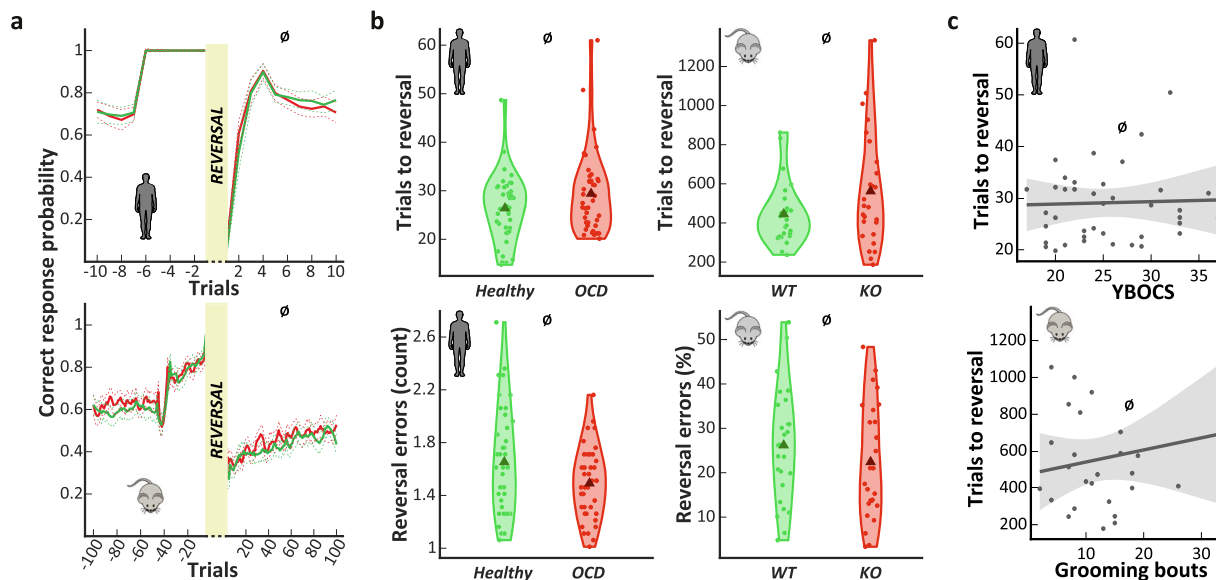 a
b
c
Correct response probability
1
0.8
0.6
0.4
0.2
REVERSAL
Ø
-10 -8 -6 -4 -2 2 4 6 8 10
Trials
1
0.8
0.6
0.4
0.2
REVERSAL
Ø
-100 -80 -60 -40 -20 20 40 60 80 100
Trials
Trials to reversal
60
50
40
30
20
Ø
Healthy OCD
Trials to reversal
1200
1000
800
600
400
200
Ø
WT KO
Reversal errors (count)
2.6
2.2
1.8
1.4
1
Ø
Healthy OCD
Reversal errors (%)
50
40
30
20
10
Ø
WT KO
Trials to reversal
60
50
40
30
20
Ø
20 25 30 35
YBOCS
Trials to reversal
1200
1000
800
600
400
200
Ø
10 20 30
Grooming bouts